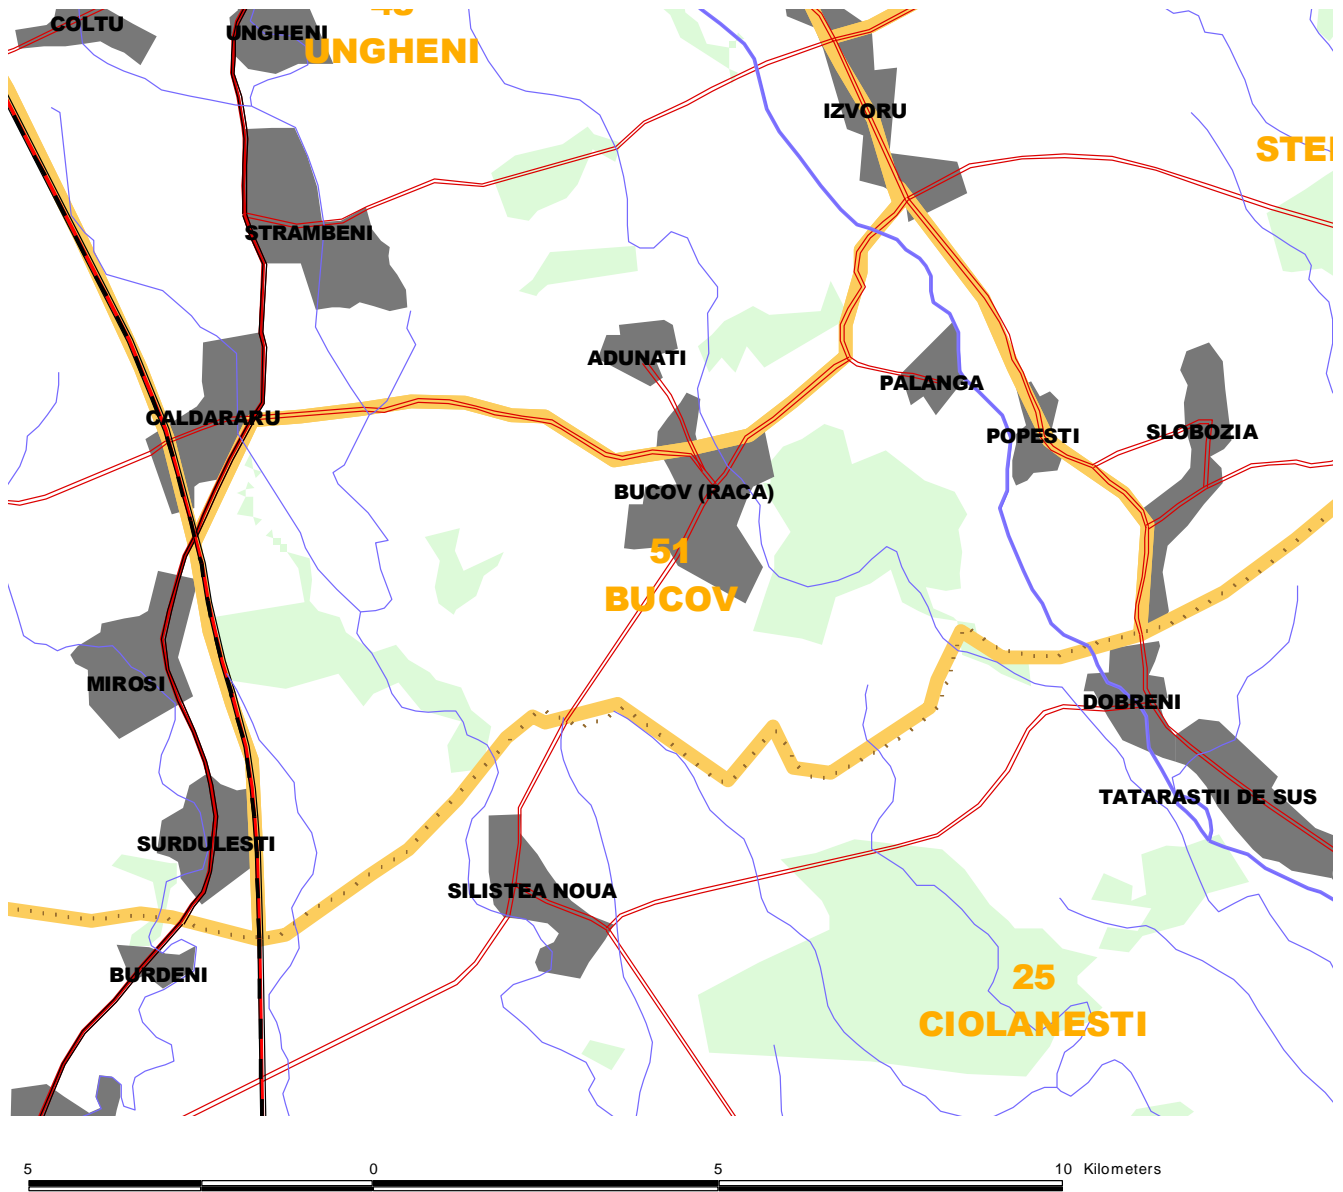 COLTU
UNGHENI
UNGHENI
IZVORU
STRAMBENI
ADUNATI
PALANGA
CALDARARU
POPESTI
SLOBOZIA
BUCOV (RACA)
51
BUCOV
MIROSI
DOBRENI
TATARASTII DE SUS
SURDULESTI
SILISTEA NOUA
BURDENI
25
CIOLANESTI
5 0 5 10 Kilometers